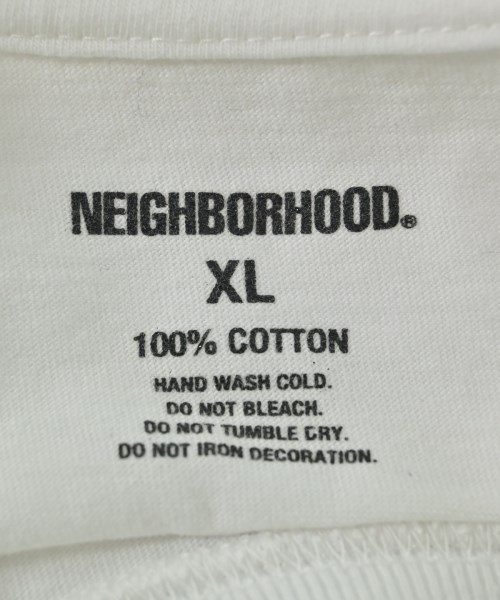 NEIGHBORHOOD®
XL
100% COTTON
HAND WASH COLD.
DO NOT BLEACH.
DO NOT TUMBLE DRY.
DO NOT IRON DECORATION.